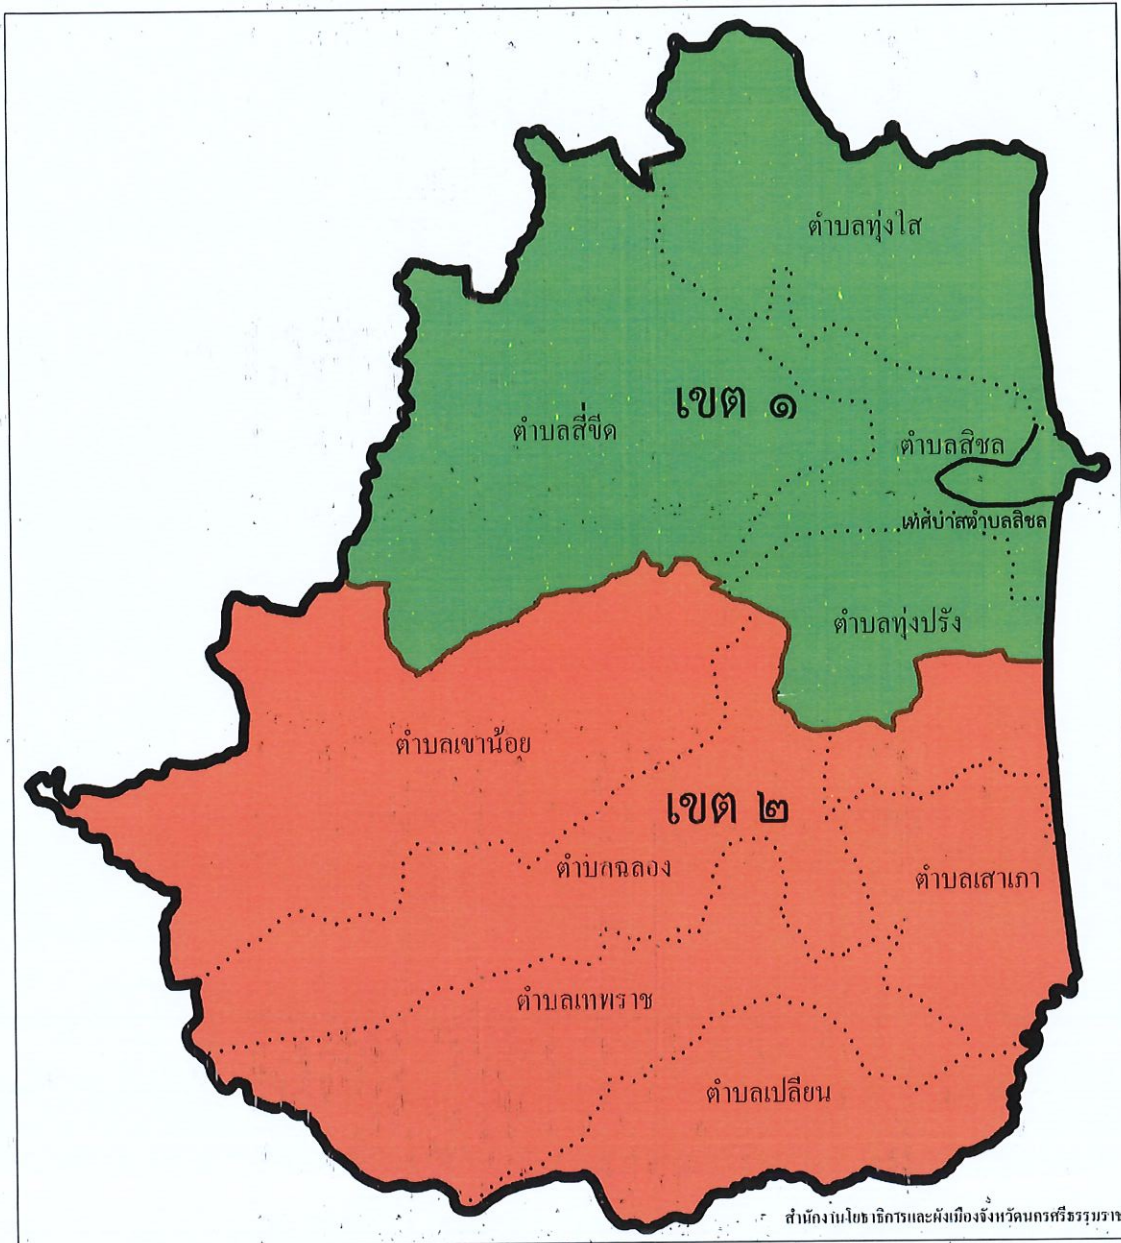 ตำบลทุ่งใส
เขต ๑
ตำบลสี่ขีด
ตำบลสิชล
เทศบาลตำบลสิชล
ตำบลทุ่งปรัง
ตำบลเขาน้อย
เขต ๒
ตำบลฉลอง
ตำบลเสาเภา
ตำบลเทพราช
ตำบลเปลี่ยน
สำนักงานโยธาธิการและผังเมืองจังหวัดนครศรีธรรมราช